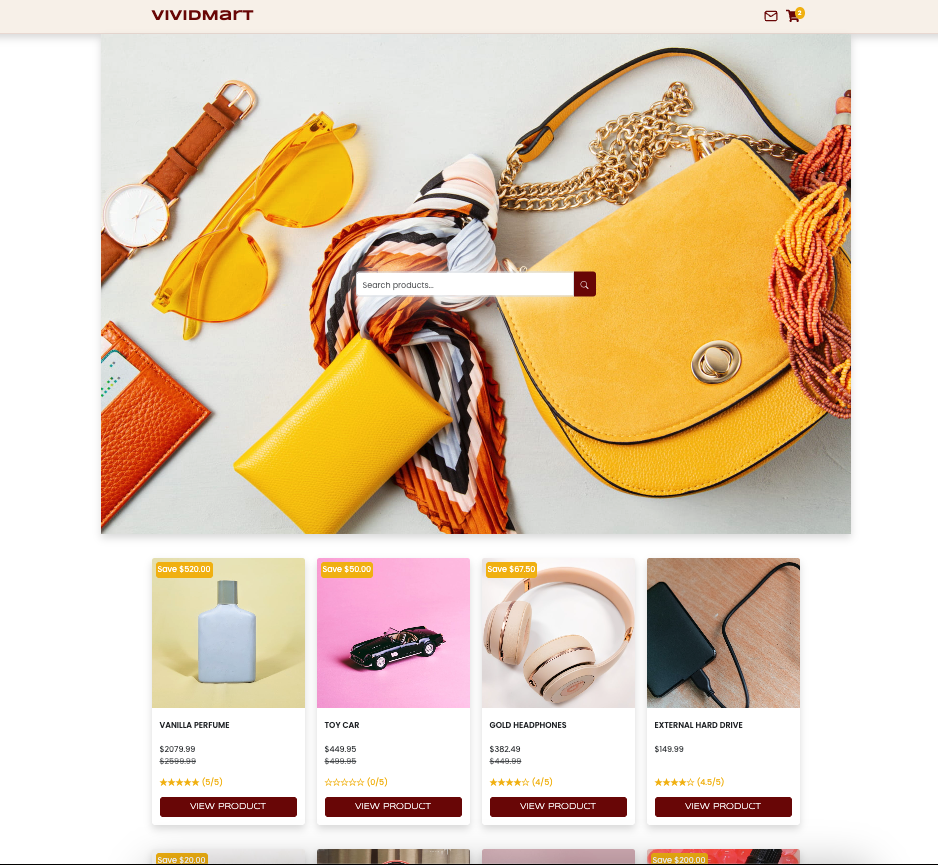 VIVIDMART
2
Search products...
Save $520.00
Save $50.00
Save $67.50
VANILLA PERFUME
TOY CAR
GOLD HEADPHONES
EXTERNAL HARD DRIVE
$2079.99
$449.95
$382.49
$149.99
$2599.99
$499.95
$449.99
★★★★★ (5/5)
☆☆☆☆☆ (0/5)
★★★★☆ (4/5)
★★★★☆ (4.5/5)
VIEW PRODUCT
VIEW PRODUCT
VIEW PRODUCT
VIEW PRODUCT
Save $20.00
Save $200.00